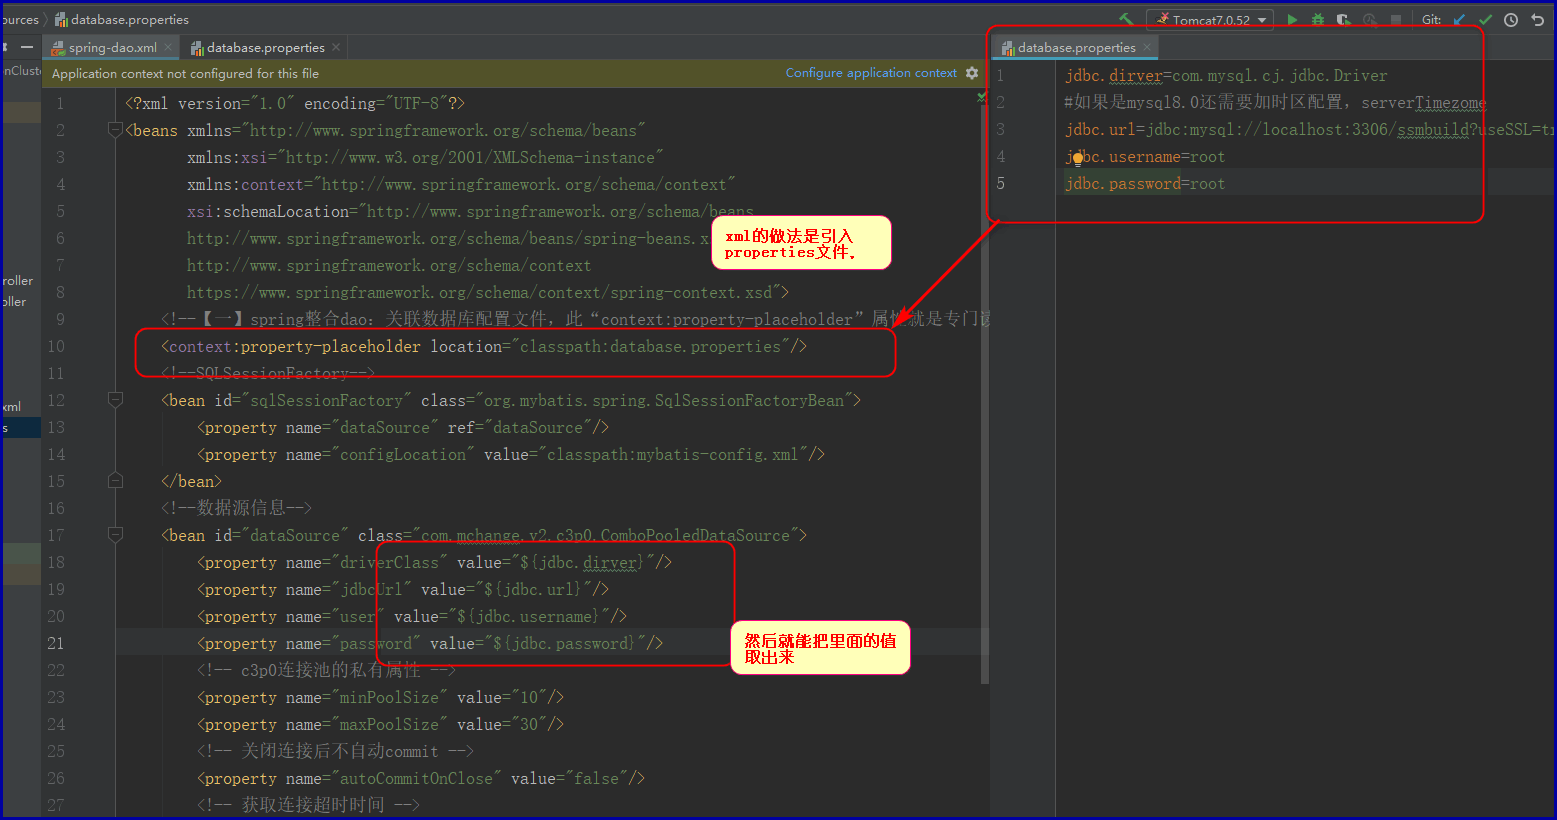 ources
database.properties
Tomcat7.0.52
Git:
spring-dao.xml
database.properties
database.properties
onCluste
Application context not configured for this file
Configure application context
1 <?xml version="1.0" encoding="UTF-8"?>
2 <beans xmlns="http://www.springframework.org/schema/beans"
3 xmlns:xsi="http://www.w3.org/2001/XMLSchema-instance"
4 xmlns:context="http://www.springframework.org/schema/context"
5 xsi:schemaLocation="http://www.springframework.org/schema/beans
6 http://www.springframework.org/schema/beans/spring-beans.x
7 http://www.springframework.org/schema/context
8 https://www.springframework.org/schema/context/spring-context.xsd">
9 <!--【一】spring整合dao：关联数据库配置文件，此“context:property-placeholder”属性就是专门读
10 <context:property-placeholder location="classpath:database.properties"/>
11 <!--SQLSessionFactory-->
12 <bean id="sqlSessionFactory" class="org.mybatis.spring.SqlSessionFactoryBean">
13 <property name="dataSource" ref="dataSource"/>
14 <property name="configLocation" value="classpath:mybatis-config.xml"/>
15 </bean>
16 <!--数据源信息-->
17 <bean id="dataSource" class="com.mchange.v2.c3p0.ComboPooledDataSource">
18 <property name="driverClass" value="${jdbc.dirver}"/>
19 <property name="jdbcUrl" value="${jdbc.url}"/>
20 <property name="user" value="${jdbc.username}"/>
21 <property name="password" value="${jdbc.password}"/>
22 <!-- c3p0连接池的私有属性 -->
23 <property name="minPoolSize" value="10"/>
24 <property name="maxPoolSize" value="30"/>
25 <!-- 关闭连接后不自动commit -->
26 <property name="autoCommitOnClose" value="false"/>
27 <!-- 获取连接超时时间 -->
xml的做法是引入
properties文件．
然后就能把里面的值
取出来
1 jdbc.dirver=com.mysql.cj.jdbc.Driver
2 #如果是mysql8.0还需要加时区配置，serverTimezome
3 jdbc.url=jdbc:mysql://localhost:3306/ssmbuild?useSSL=tr
4 jdbc.username=root
5 jdbc.password=root
roller
oller
xml
s